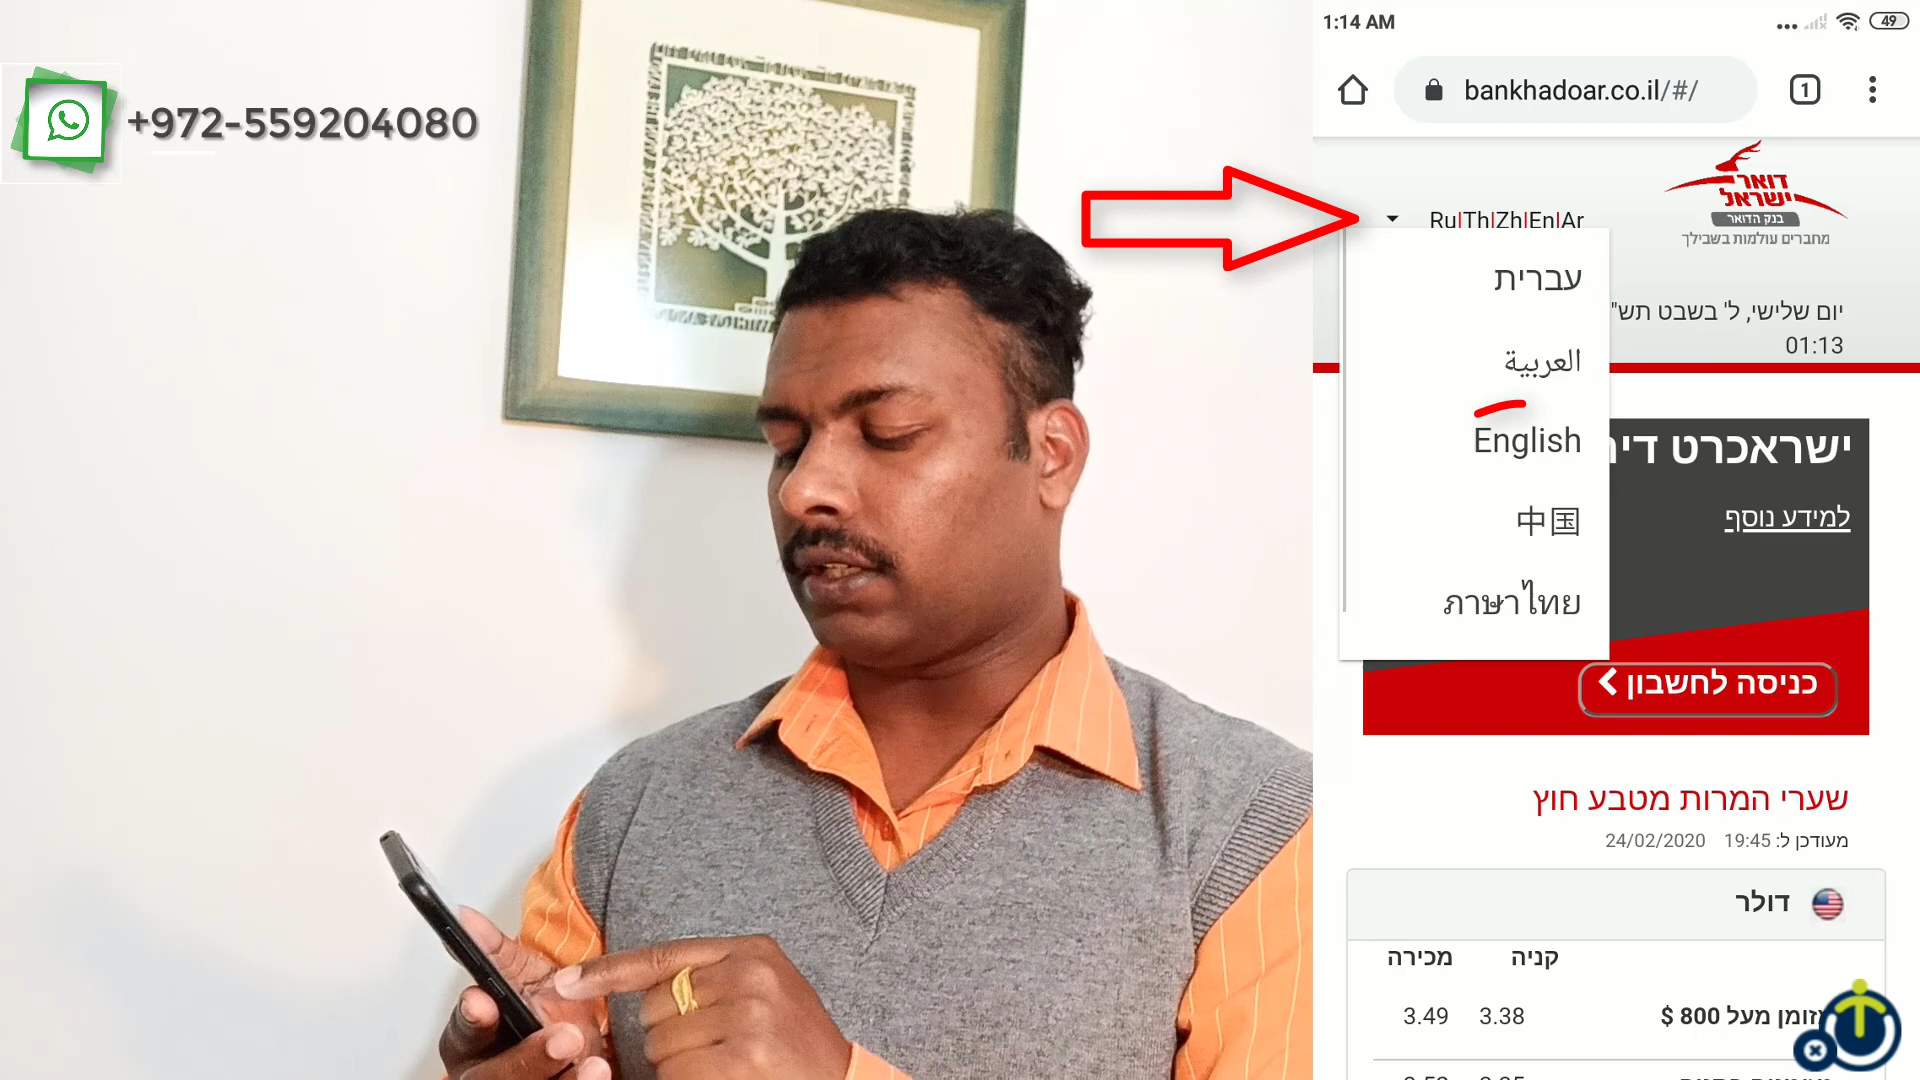 +972-559204080
1:14 AM
49
bankhadoar.co.il/#/
1
Ru|Th|Zh|En|Ar
דואר
ישראל
בנק הדואר
מחברים עולמות בשבילך
עברית
العربية
English
中国
ภาษาไทย
יום שלישי, ל' בשבט תש"
01:13
ישראכרט
למידע נוסף
כניסה לחשבון
שערי המרות מטבע חוץ
מעודכן ל: 19:45 24/02/2020
דולר
קניה מכירה
מעל 800 $ 3.38 3.49